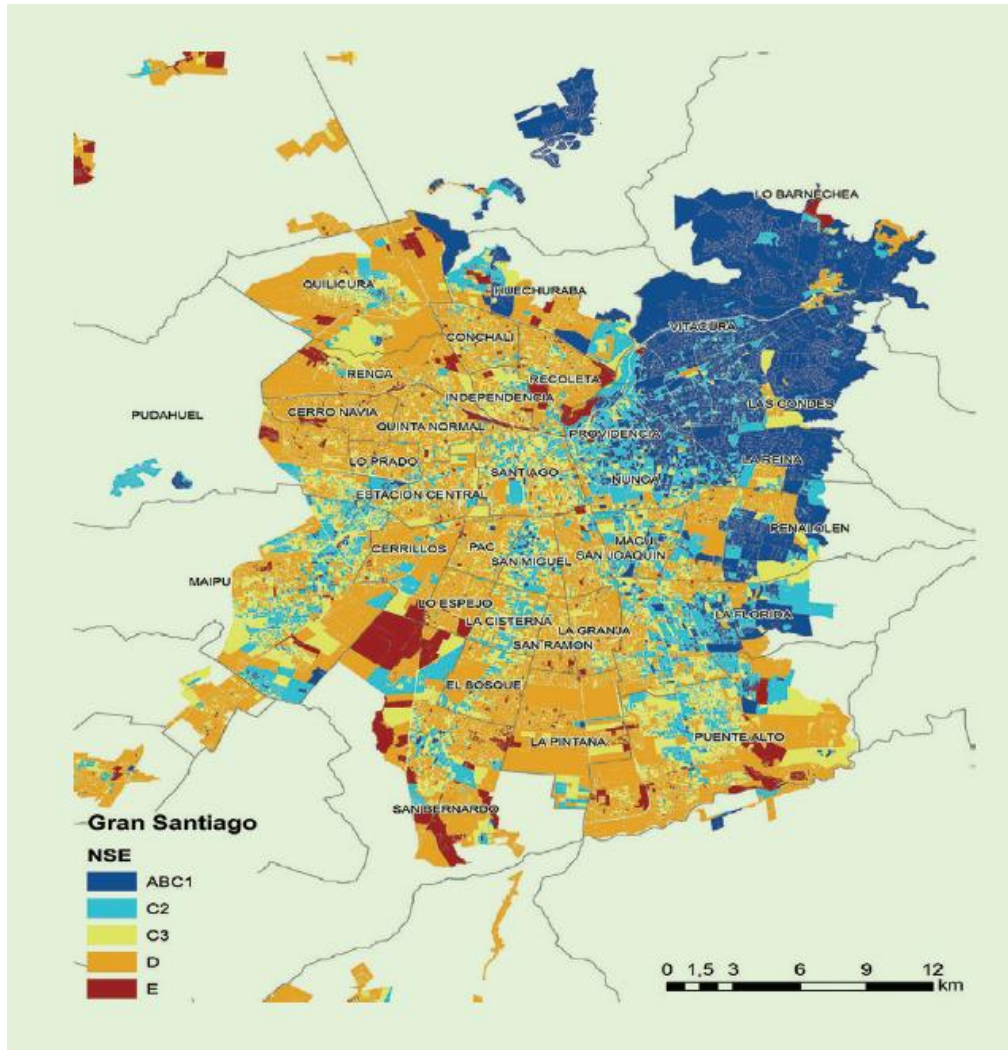 LO BARNECHEA
QUILICURA
HUECHURABA
VITACURA
CONCHALI
RENCA
RECOLETA
INDEPENDENCIA
LAS CONDES
PUDAHUEL
CERRO NAVIA
QUINTA NORMAL
PROVIDENCIA
LO PRADO
SANTIAGO
LA REINA
ÑUÑOA
ESTACION CENTRAL
PEÑALOLEN
CERRILLOS
PAC
MACUL
SAN JOAQUIN
SAN MIGUEL
MAIPU
LO ESPEJO
LA CISTERNA
LA GRANJA
LA FLORIDA
SAN RAMON
EL BOSQUE
LA PINTANA
PUENTE ALTO
SAN BERNARDO
Gran Santiago
NSE
ABC1
C2
C3
D
E
0 1,5 3 6 9 12
km